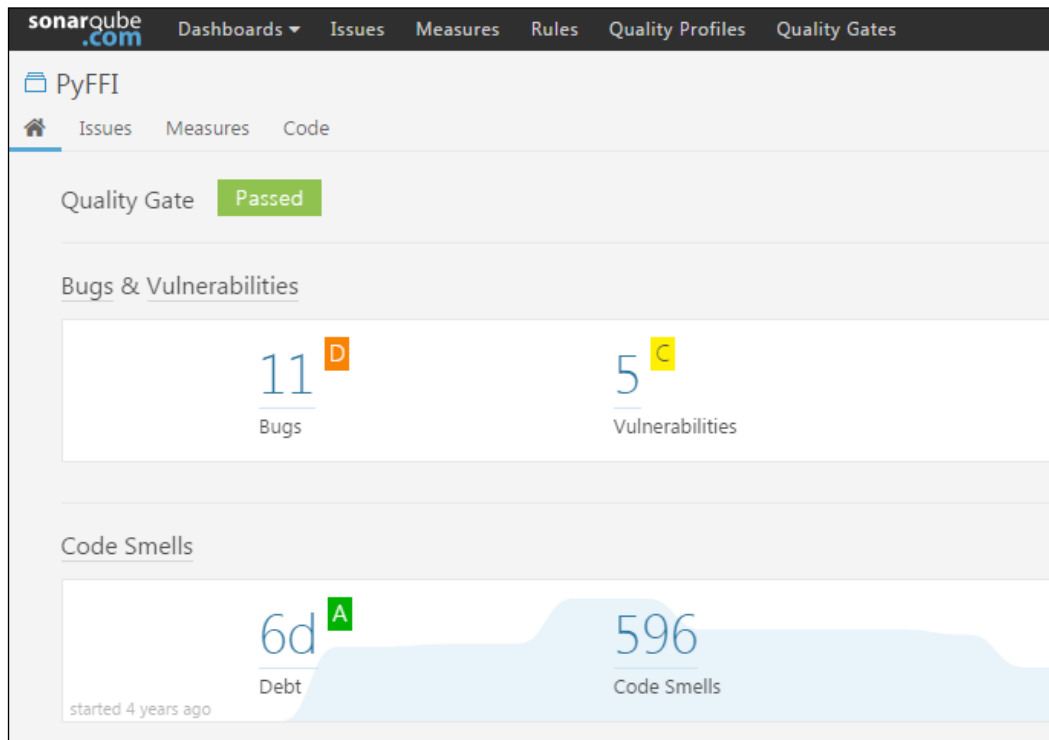 sonarqube
.com
Dashboards Issues Measures Rules Quality Profiles Quality Gates
PyFFI
Issues Measures Code
Quality Gate Passed
Bugs & Vulnerabilities
11 D 5 C
Bugs Vulnerabilities
Code Smells
6d A 596
Debt Code Smells
started 4 years ago